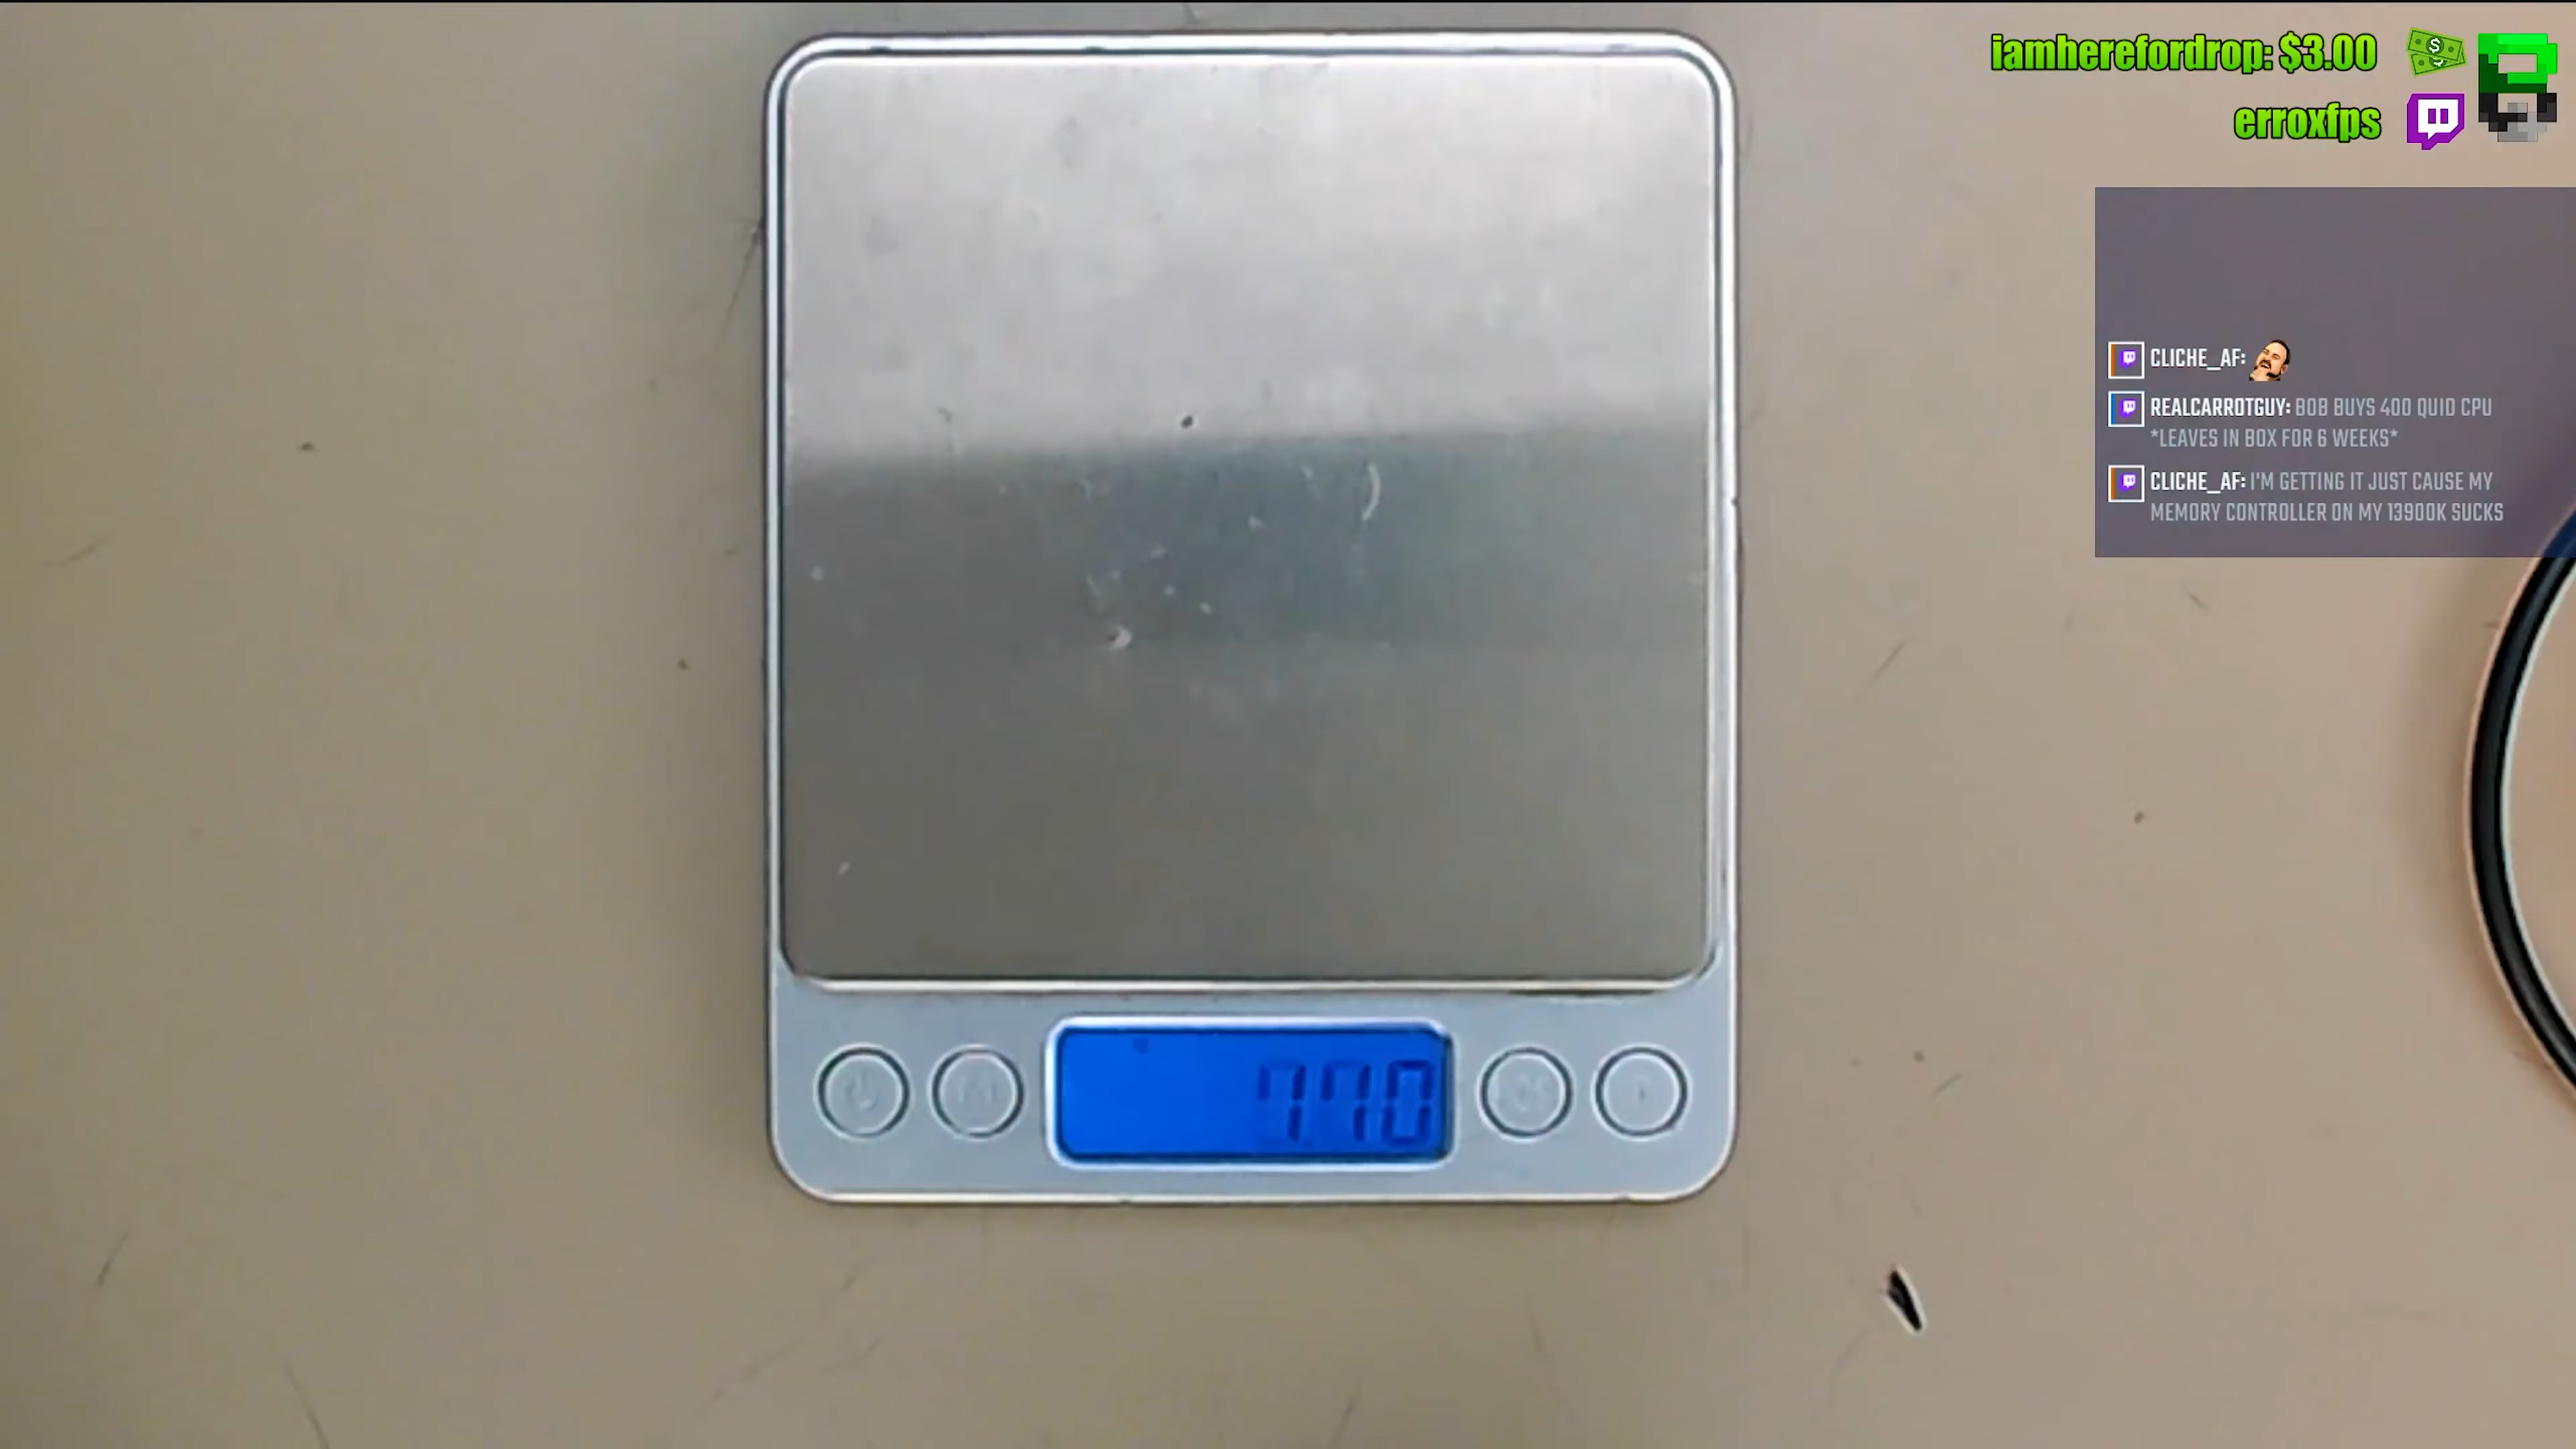 iamherefordrop: $3.00
erroxfps
CLICHE_AF:
REALCARROTGUY: BOB BUYS 400 QUID CPU
*LEAVES IN BOX FOR 6 WEEKS*
CLICHE_AF: I'M GETTING IT JUST CAUSE MY
MEMORY CONTROLLER ON MY 13900K SUCKS
770